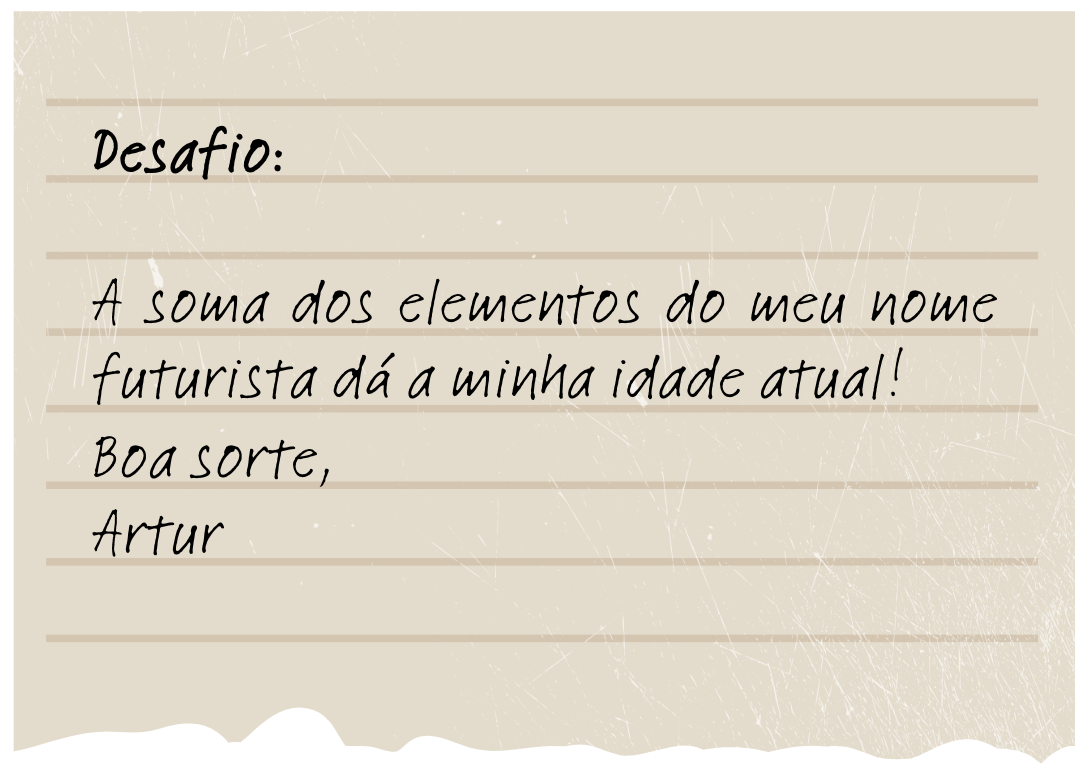 Desafio:
A soma dos elementos do meu nome
futurista dá a minha idade atual!
Boa sorte,
Artur